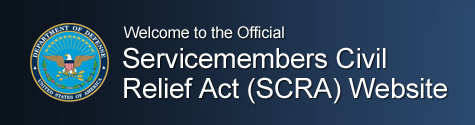 DEPARTMENT OF DEFENSE
UNITED STATES OF AMERICA
Welcome to the Official
Servicemembers Civil
Relief Act (SCRA) Website